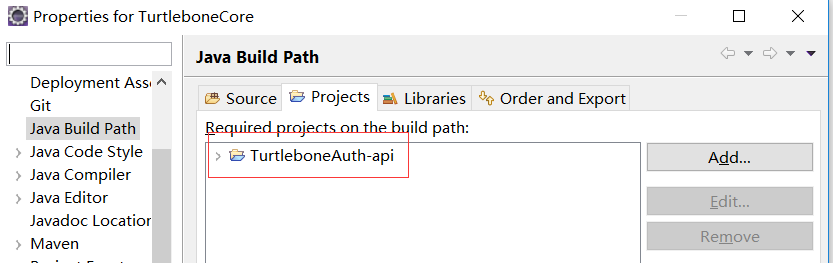 Properties for TurtleboneCore
Java Build Path
Deployment Asse
Git
Java Build Path
Java Code Style
Java Compiler
Java Editor
Javadoc Location
Maven
Source
Projects
Libraries
Order and Export
Required projects on the build path:
TurtleboneAuth-api
Add...
Edit...
Remove